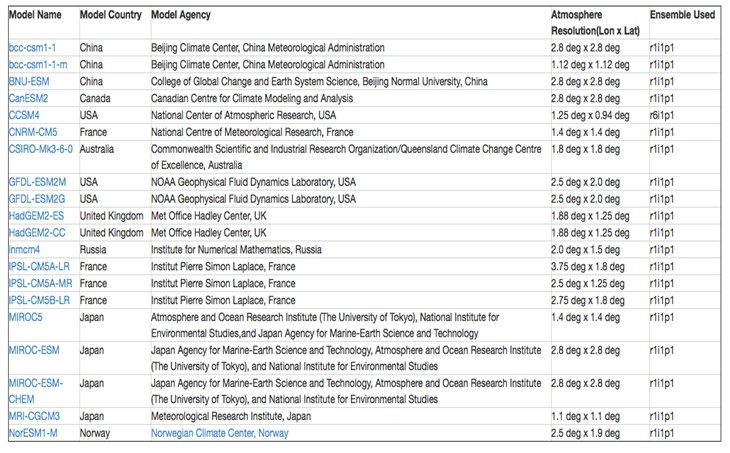 Model Name Model Country Model Agency Atmosphere Ensemble Used
Resolution(Lon x Lat)
bcc-csm1-1 China Beijing Climate Center, China Meteorological Administration 2.8 deg x 2.8 deg r1i1p1
bcc-csm1-1-m China Beijing Climate Center, China Meteorological Administration 1.12 deg x 1.12 deg r1i1p1
BNU-ESM China College of Global Change and Earth System Science, Beijing Normal University, China 2.8 deg x 2.8 deg r1i1p1
CanESM2 Canada Canadian Centre for Climate Modeling and Analysis 2.8 deg x 2.8 deg r1i1p1
CCSM4 USA National Center of Atmospheric Research, USA 1.25 deg x 0.94 deg r6i1p1
CNRM-CM5 France National Centre of Meteorological Research, France 1.4 deg x 1.4 deg r1i1p1
CSIRO-Mk3-6-0 Australia Commonwealth Scientific and Industrial Research Organization/Queensland Climate Change Centre 1.8 deg x 1.8 deg r1i1p1
of Excellence, Australia
GFDL-ESM2M USA NOAA Geophysical Fluid Dynamics Laboratory, USA 2.5 deg x 2.0 deg r1i1p1
GFDL-ESM2G USA NOAA Geophysical Fluid Dynamics Laboratory, USA 2.5 deg x 2.0 deg r1i1p1
HadGEM2-ES United Kingdom Met Office Hadley Center, UK 1.88 deg x 1.25 deg r1i1p1
HadGEM2-CC United Kingdom Met Office Hadley Center, UK 1.88 deg x 1.25 deg r1i1p1
inmcm4 Russia Institute for Numerical Mathematics, Russia 2.0 deg x 1.5 deg r1i1p1
IPSL-CM5A-LR France Institut Pierre Simon Laplace, France 3.75 deg x 1.8 deg r1i1p1
IPSL-CM5A-MR France Institut Pierre Simon Laplace, France 2.5 deg x 1.25 deg r1i1p1
IPSL-CM5B-LR France Institut Pierre Simon Laplace, France 2.75 deg x 1.8 deg r1i1p1
MIROC5 Japan Atmosphere and Ocean Research Institute (The University of Tokyo), National Institute for 1.4 deg x 1.4 deg r1i1p1
Environmental Studies,and Japan Agency for Marine-Earth Science and Technology
MIROC-ESM Japan Japan Agency for Marine-Earth Science and Technology, Atmosphere and Ocean Research Institute 2.8 deg x 2.8 deg r1i1p1
(The University of Tokyo), and National Institute for Environmental Studies
MIROC-ESM- Japan Japan Agency for Marine-Earth Science and Technology, Atmosphere and Ocean Research Institute 2.8 deg x 2.8 deg r1i1p1
CHEM (The University of Tokyo), and National Institute for Environmental Studies
MRI-CGCM3 Japan Meteorological Research Institute, Japan 1.1 deg x 1.1 deg r1i1p1
NorESM1-M Norway Norwegian Climate Center, Norway 2.5 deg x 1.9 deg r1i1p1